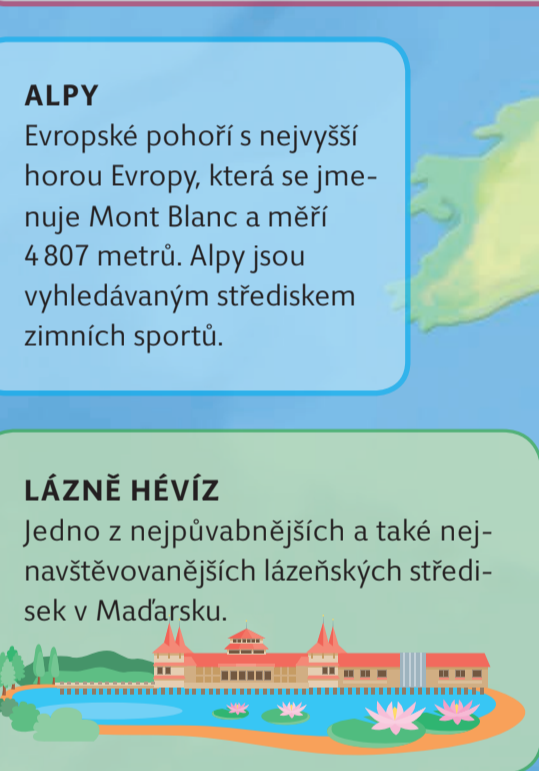 ALPY
Evropské pohoří s nejvyšší
horou Evropy, která se jme-
nuje Mont Blanc a měří
4 807 metrů. Alpy jsou
vyhledávaným střediskem
zimních sportů.
LÁZNĚ HÉVÍZ
Jedno z nejpůvabnějších a také nej-
navštěvovanějších lázeňských středi-
sek v Maďarsku.